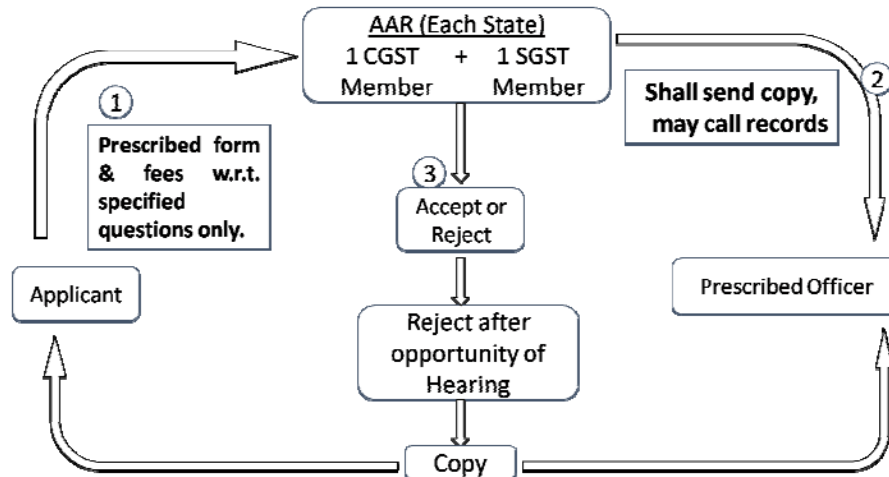 AAR (Each State)
1 CGST + 1 SGST
Member Member
1
Prescribed form
& fees w.r.t.
specified
questions only.
2
Shall send copy,
may call records
3
Accept or
Reject
Applicant
Prescribed Officer
Reject after
opportunity of
Hearing
Copy